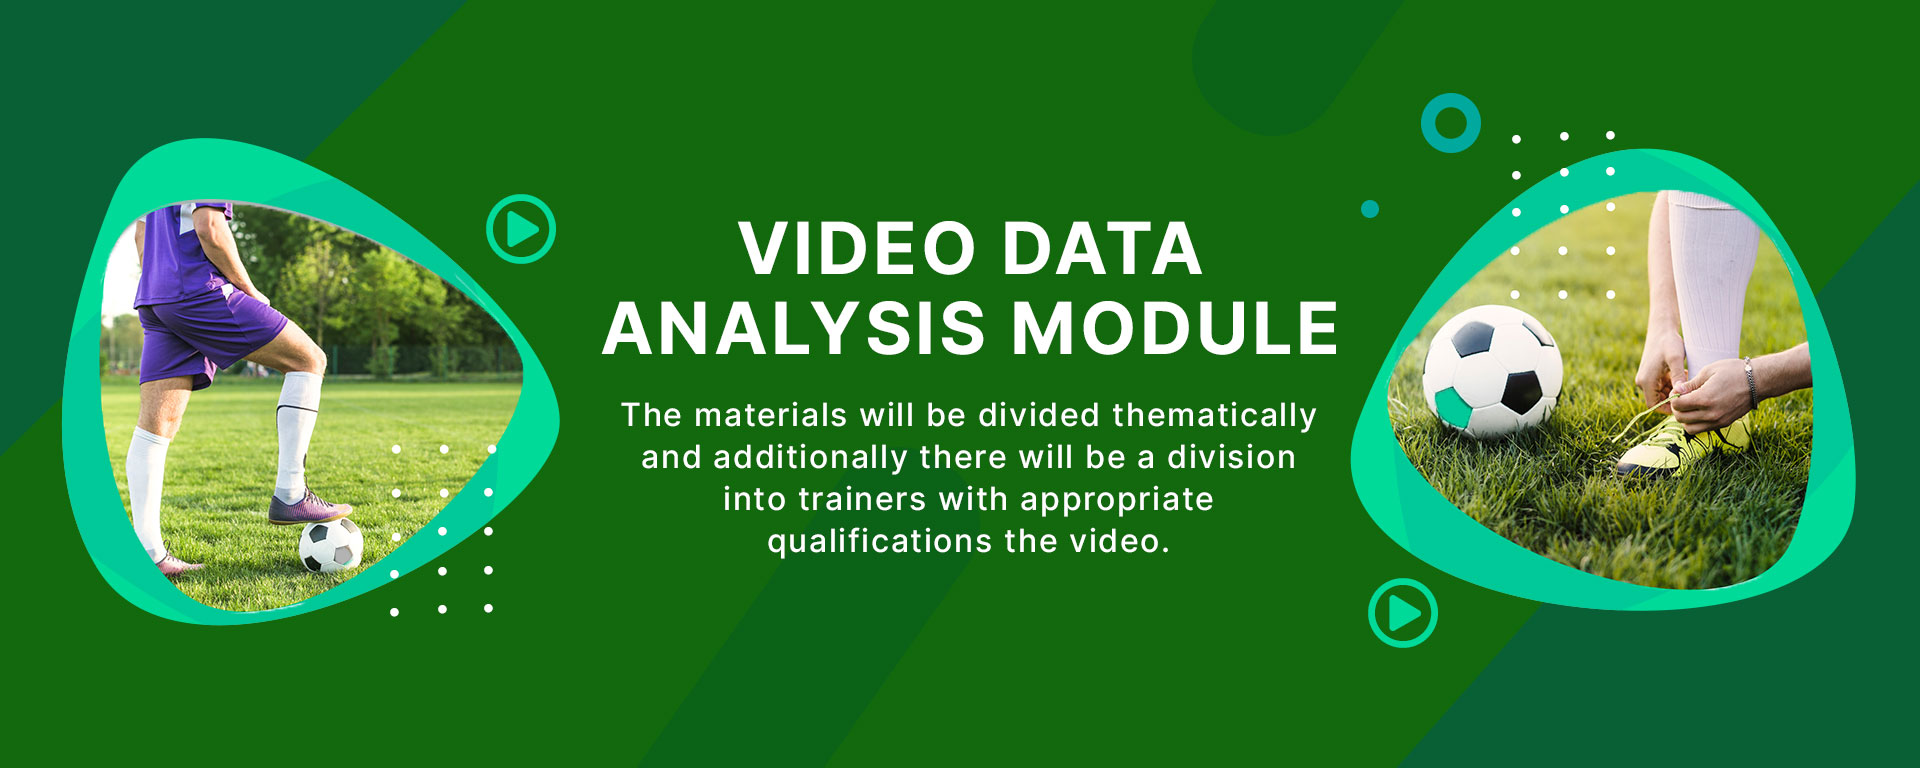 VIDEO DATA
ANALYSIS MODULE
The materials will be divided thematically
and additionally there will be a division
into trainers with appropriate
qualifications the video.